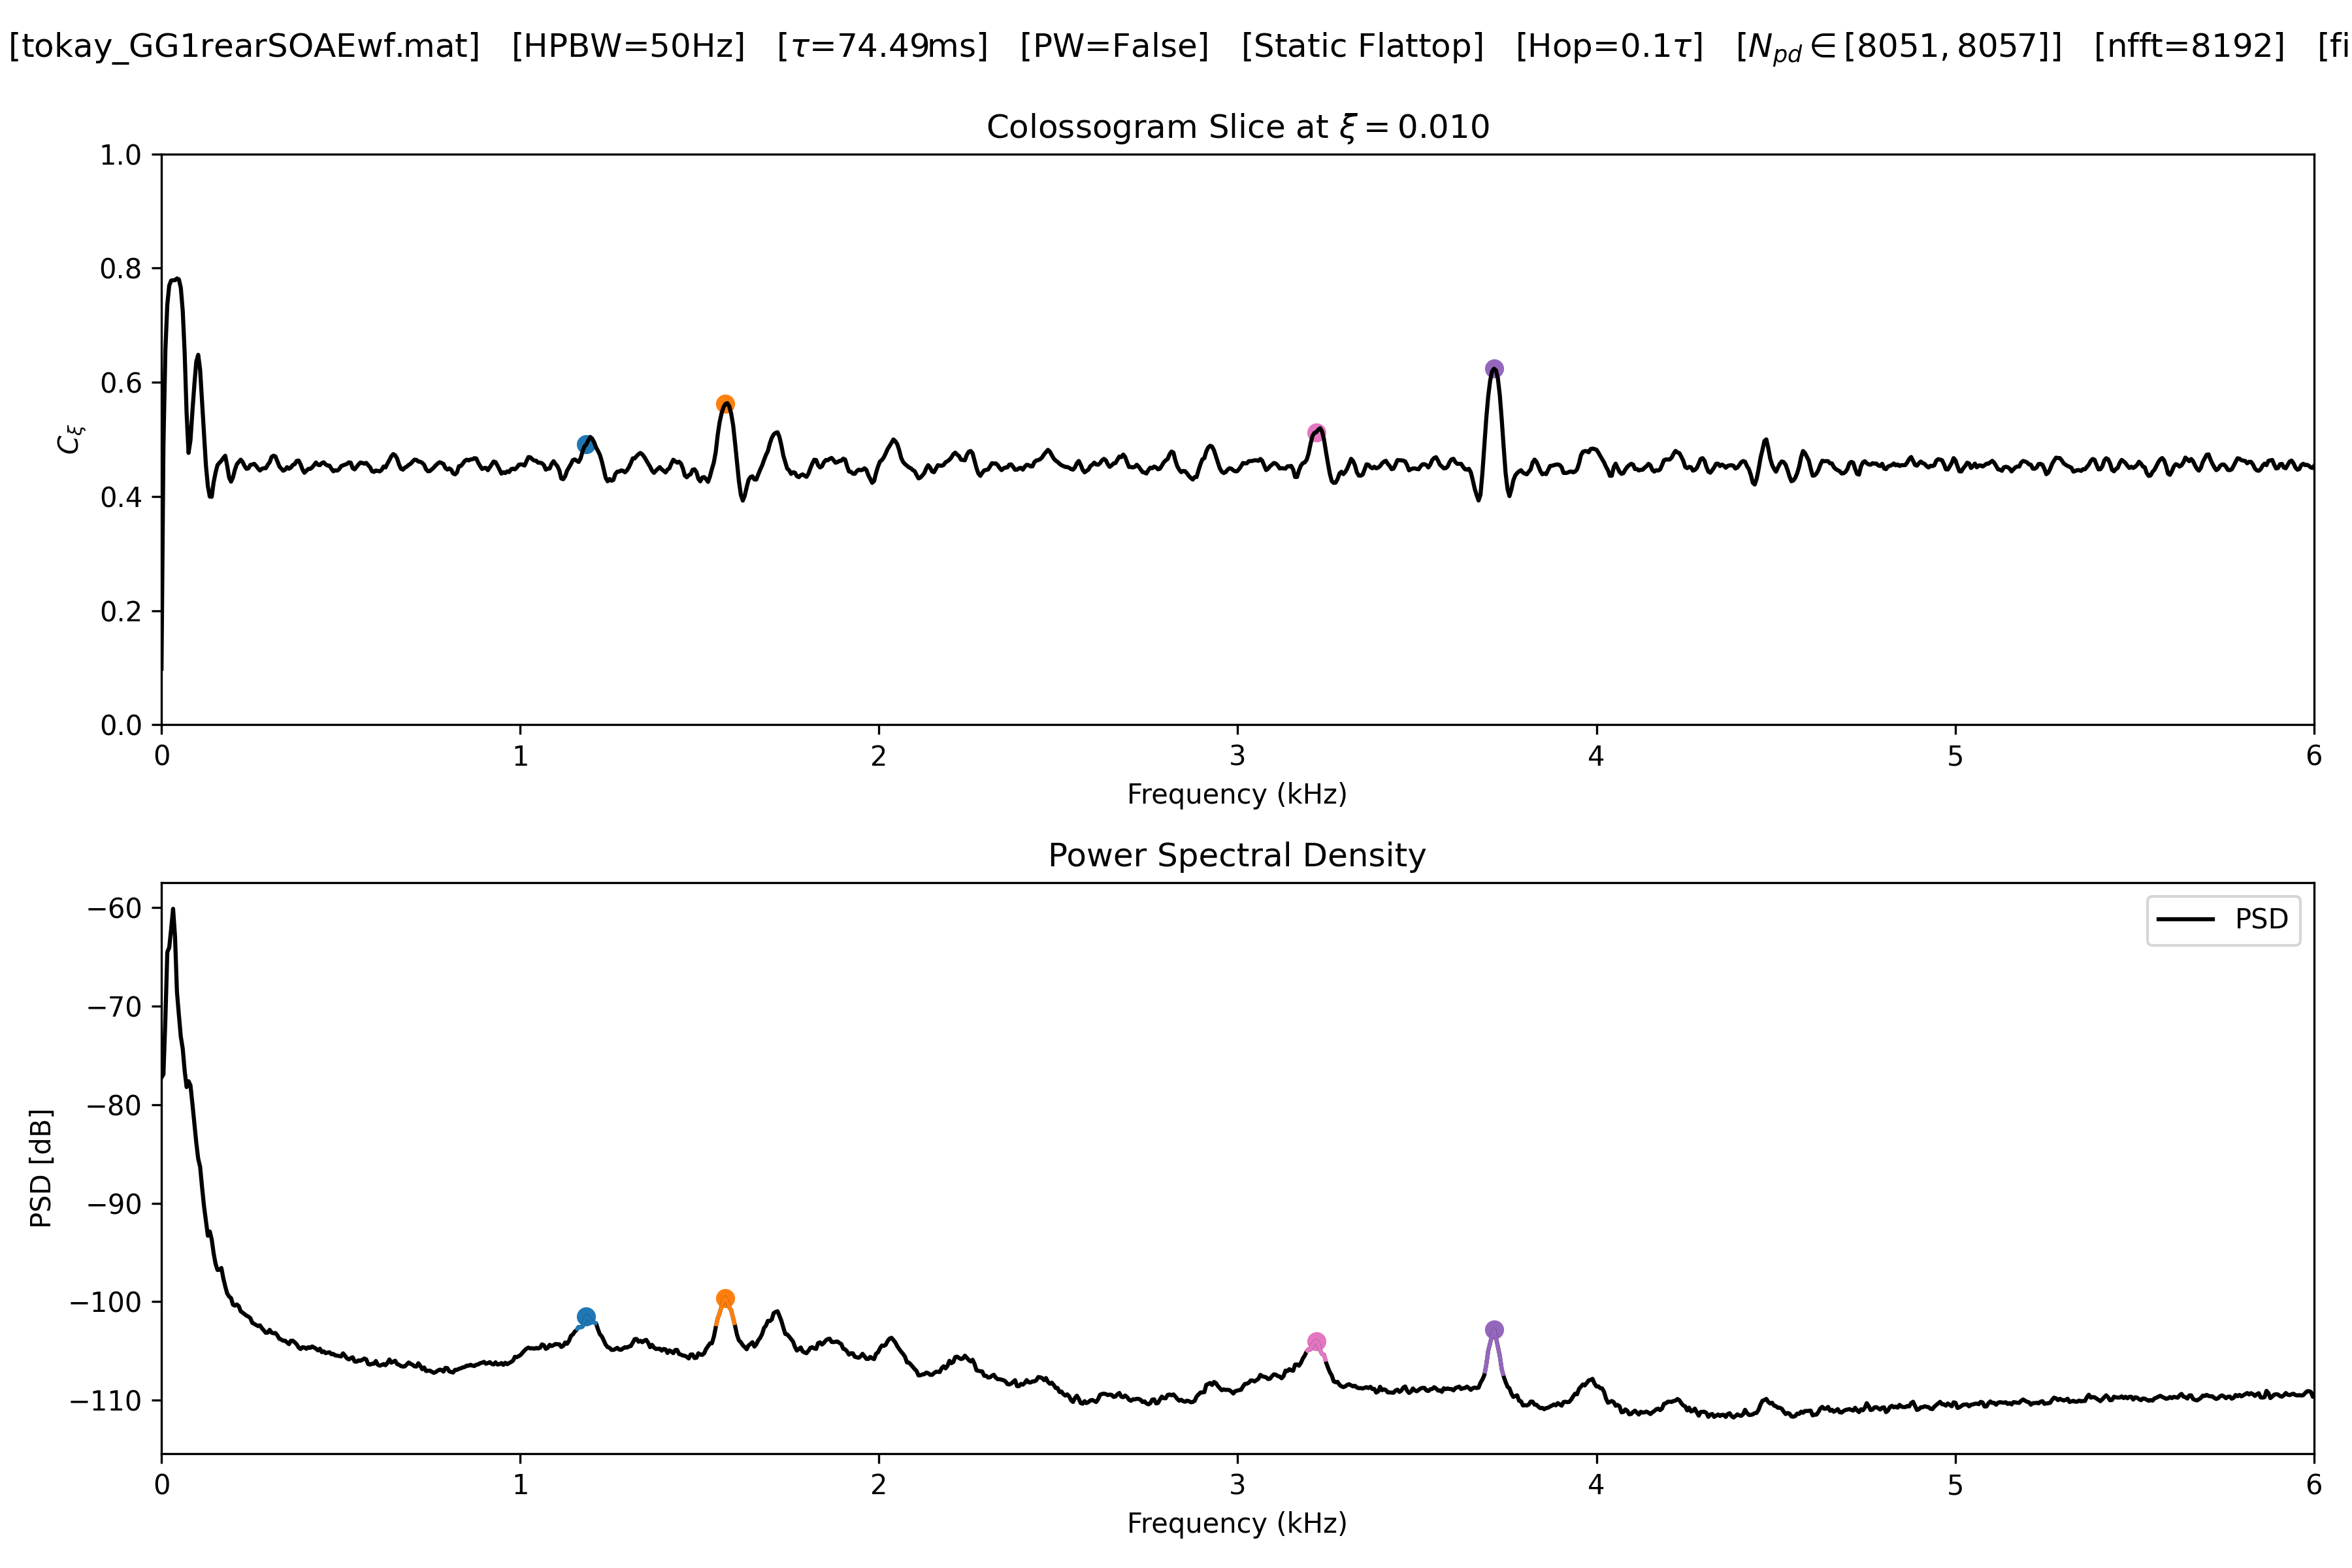 [tokay_GG1rearSOAEwf.mat] [HPBW=50Hz] [τ=74.49ms] [PW=False] [Static Flattop] [Hop=0.1τ] [N_pd ∈ [8051, 8057]] [nfft=8192] [fi
Colossogram Slice at ξ = 0.010
1.0
0.8
0.6
0.4
0.2
0.0
C_ξ
0 1 2 3 4 5 6
Frequency (kHz)
Power Spectral Density
PSD
−60
−70
−80
−90
−100
−110
PSD [dB]
0 1 2 3 4 5 6
Frequency (kHz)